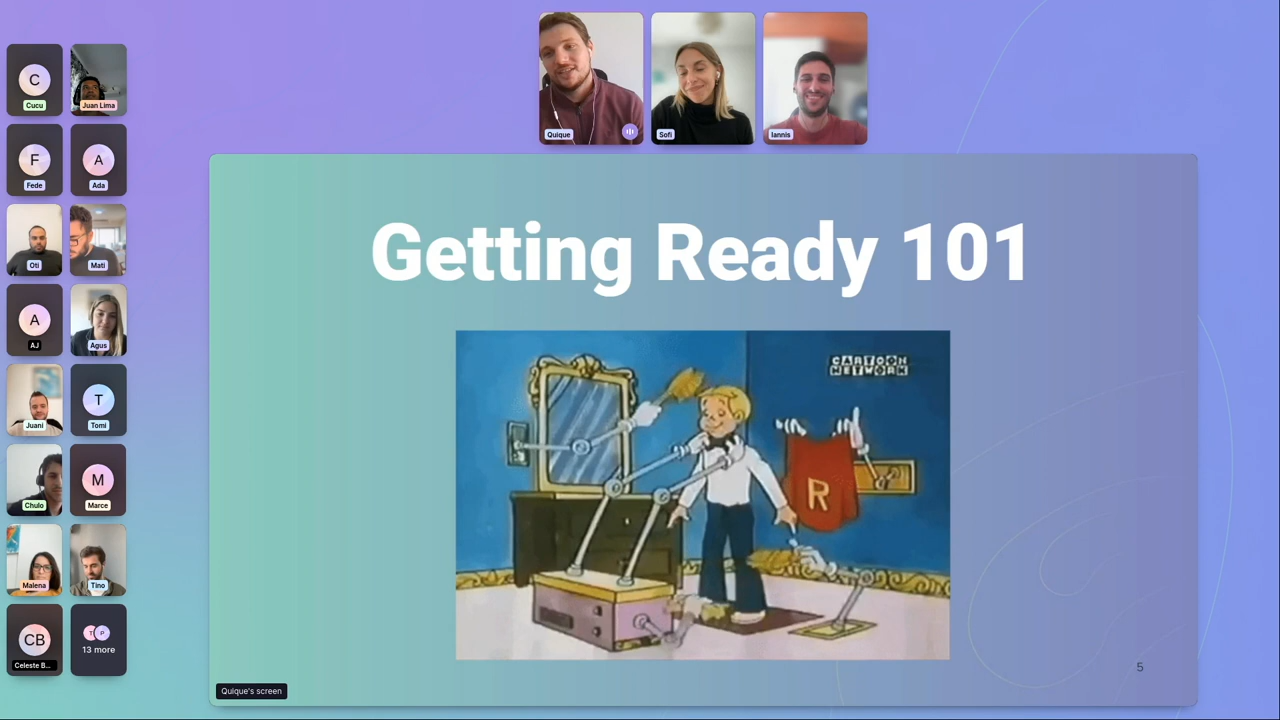 Quique
Sofi
Iannis
C
Cucu
Juan Lima
F
Fede
A
Ada
Oti
Mati
A
AJ
Agus
Juani
T
Tomi
Chulo
M
Marce
Malena
Tino
CB
Celeste B...
T
P
13 more
Getting Ready 101
CARTOON
NETWORK
R
5
Quique's screen